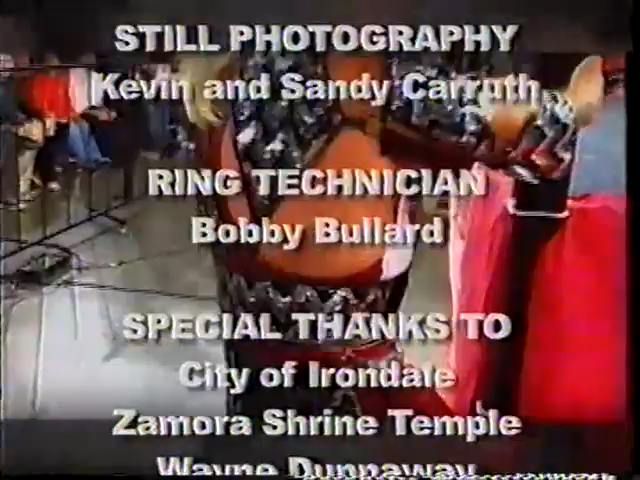 STILL PHOTOGRAPHY
Kevin and Sandy Carruth
RING TECHNICIAN
Bobby Bullard
SPECIAL THANKS TO
City of Irondale
Zamora Shrine Temple
Wayne Dunnaway